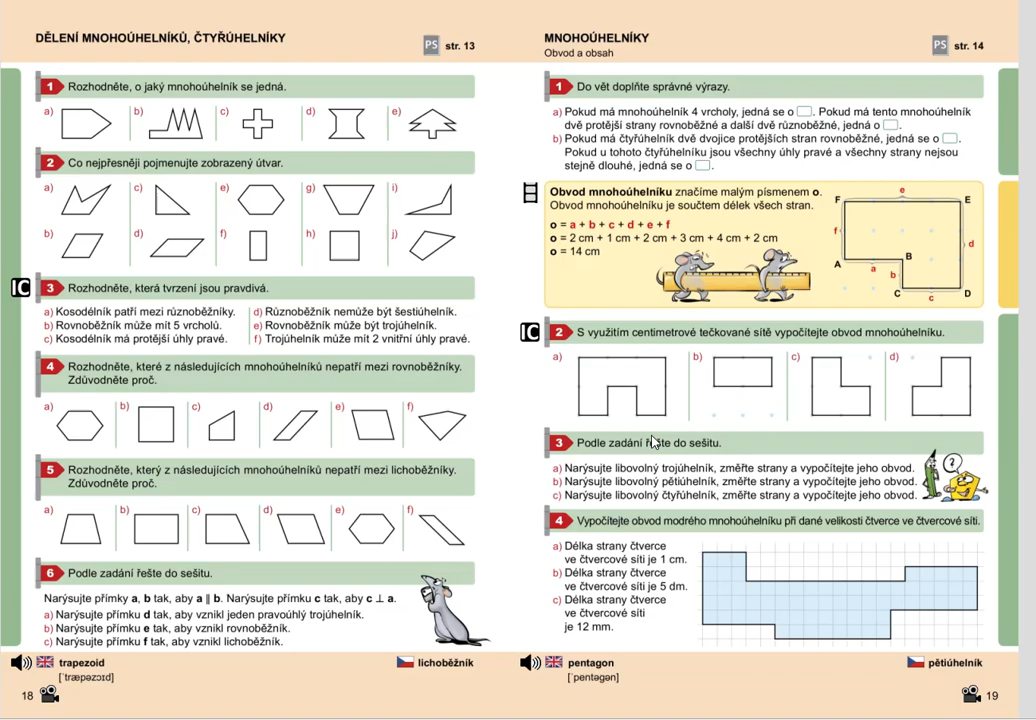 DĚLENÍ MNOHOÚHELNÍKŮ, ČTYŘÚHELNÍKY
PS str. 13
1 Rozhodněte, o jaký mnohoúhelník se jedná.
a) b) c) d) e)
2 Co nejpřesněji pojmenujte zobrazený útvar.
a) c) e) g) i)
b) d) f) h) j)
IC 3 Rozhodněte, která tvrzení jsou pravdivá.
a) Kosodélník patří mezi různoběžníky.
b) Rovnoběžník může mít 5 vrcholů.
c) Kosodélník má protější úhly pravé.
d) Různoběžník nemůže být šestiúhelník.
e) Rovnoběžník může být trojúhelník.
f) Trojúhelník může mít 2 vnitřní úhly pravé.
4 Rozhodněte, které z následujících mnohoúhelníků nepatří mezi rovnoběžníky.
Zdůvodněte proč.
a) b) c) d) e) f)
5 Rozhodněte, který z následujících mnohoúhelníků nepatří mezi lichoběžníky.
Zdůvodněte proč.
a) b) c) d) e) f)
6 Podle zadání řešte do sešitu.
Narýsujte přímky a, b tak, aby a ∥ b. Narýsujte přímku c tak, aby c ⊥ a.
a) Narýsujte přímku d tak, aby vznikl jeden pravoúhlý trojúhelník.
b) Narýsujte přímku e tak, aby vznikl rovnoběžník.
c) Narýsujte přímku f tak, aby vznikl lichoběžník.
trapezoid
[ˈtræpəzɔɪd]
lichoběžník
18
MNOHOÚHELNÍKY
Obvod a obsah
PS str. 14
1 Do vět doplňte správné výrazy.
a) Pokud má mnohoúhelník 4 vrcholy, jedná se o . Pokud má tento mnohoúhelník
dvě protější strany rovnoběžné a další dvě různoběžné, jedná o .
b) Pokud má čtyřúhelník dvě dvojice protějších stran rovnoběžné, jedná se o .
Pokud u tohoto čtyřúhelníku jsou všechny úhly pravé a všechny strany nejsou
stejně dlouhé, jedná se o .
Obvod mnohoúhelníku značíme malým písmenem o.
Obvod mnohoúhelníku je součtem délek všech stran.
o = a + b + c + d + e + f
o = 2 cm + 1 cm + 2 cm + 3 cm + 4 cm + 2 cm
o = 14 cm
e
F E
f d
A a B
b
C c D
IC 2 S využitím centimetrové tečkované sítě vypočítejte obvod mnohoúhelníku.
a) b) c) d)
3 Podle zadání řešte do sešitu.
a) Narýsujte libovolný trojúhelník, změřte strany a vypočítejte jeho obvod.
b) Narýsujte libovolný pětiúhelník, změřte strany a vypočítejte jeho obvod.
c) Narýsujte libovolný čtyřúhelník, změřte strany a vypočítejte jeho obvod.
?
4 Vypočítejte obvod modrého mnohoúhelníku při dané velikosti čtverce ve čtvercové síti.
a) Délka strany čtverce
ve čtvercové síti je 1 cm.
b) Délka strany čtverce
ve čtvercové síti je 5 dm.
c) Délka strany čtverce
ve čtvercové síti
je 12 mm.
pentagon
[ˈpentəgən]
pětiúhelník
19